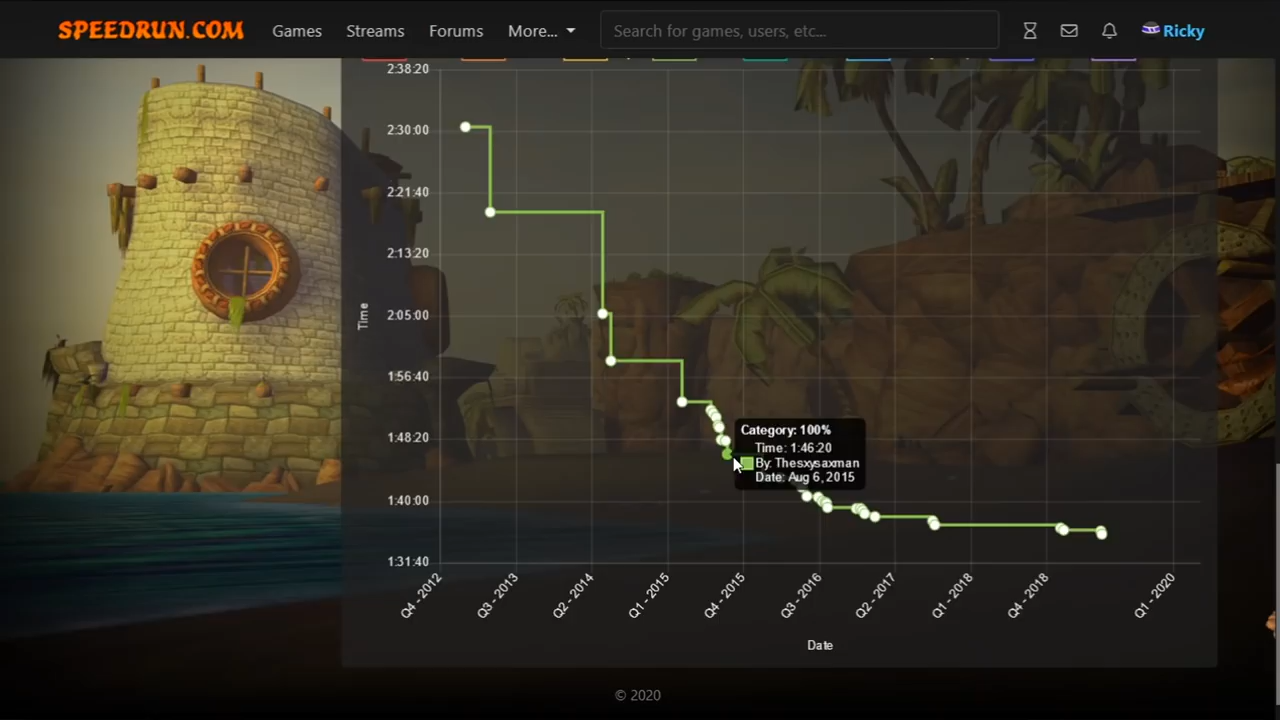 SPEEDRUN.COM Games Streams Forums More... Search for games, users, etc... Ricky
2:38:20
2:30:00
2:21:40
2:13:20
2:05:00
1:56:40
1:48:20
1:40:00
1:31:40
Time
Category: 100%
Time: 1:46:20
By: Thesxysaxman
Date: Aug 6, 2015
Q4 - 2012 Q3 - 2013 Q2 - 2014 Q1 - 2015 Q4 - 2015 Q3 - 2016 Q2 - 2017 Q1 - 2018 Q4 - 2018 Q1 - 2020
Date
© 2020